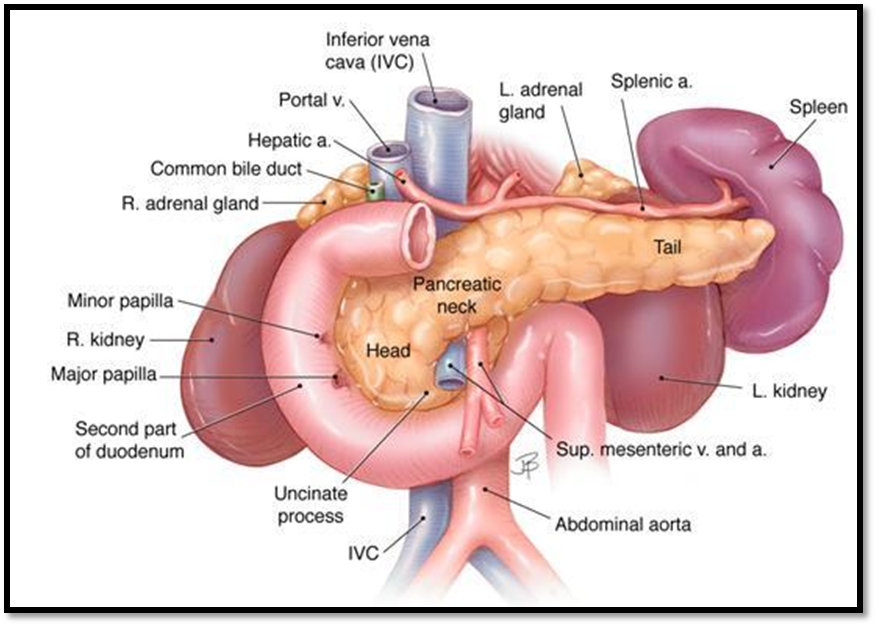 Inferior vena
cava (IVC)
Portal v.
Hepatic a.
Common bile duct
R. adrenal gland
L. adrenal
gland
Splenic a.
Spleen
Tail
Pancreatic
neck
Head
Minor papilla
R. kidney
Major papilla
Second part
of duodenum
Uncinate
process
IVC
L. kidney
Sup. mesenteric v. and a.
Abdominal aorta